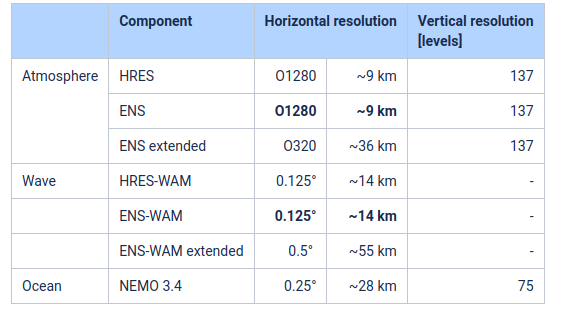 Component Horizontal resolution Vertical resolution
[levels]
Atmosphere HRES O1280 ~9 km 137
ENS O1280 ~9 km 137
ENS extended O320 ~36 km 137
Wave HRES-WAM 0.125° ~14 km -
ENS-WAM 0.125° ~14 km -
ENS-WAM extended 0.5° ~55 km -
Ocean NEMO 3.4 0.25° ~28 km 75